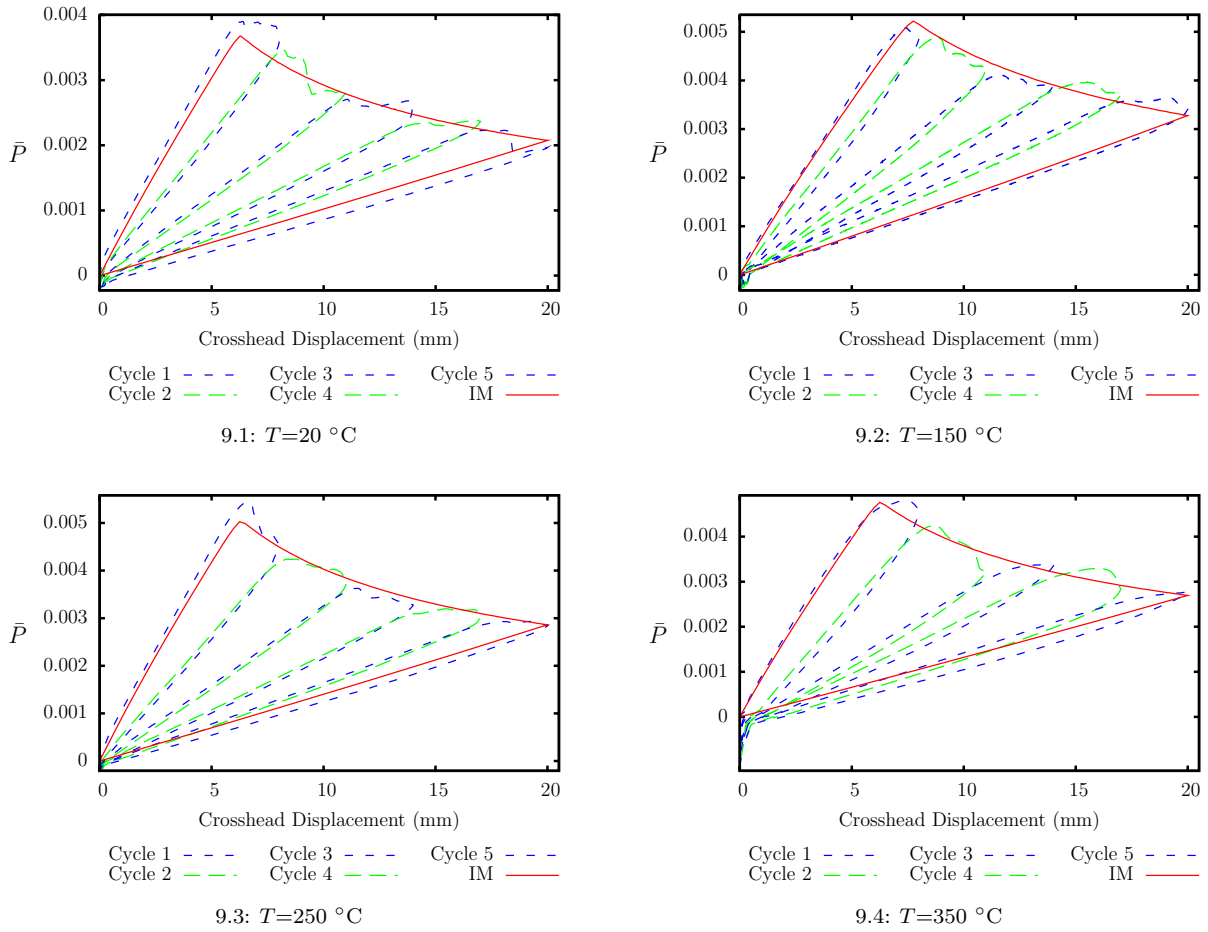 0.004
0.003
0.002
0.001
0
P̄
0 5 10 15 20
Crosshead Displacement (mm)
Cycle 1 Cycle 3 Cycle 5
Cycle 2 Cycle 4 IM
9.1: T=20 °C
0.005
0.004
0.003
0.002
0.001
0
P̄
0 5 10 15 20
Crosshead Displacement (mm)
Cycle 1 Cycle 3 Cycle 5
Cycle 2 Cycle 4 IM
9.2: T=150 °C
0.005
0.004
0.003
0.002
0.001
0
P̄
0 5 10 15 20
Crosshead Displacement (mm)
Cycle 1 Cycle 3 Cycle 5
Cycle 2 Cycle 4 IM
9.3: T=250 °C
0.004
0.003
0.002
0.001
0
P̄
0 5 10 15 20
Crosshead Displacement (mm)
Cycle 1 Cycle 3 Cycle 5
Cycle 2 Cycle 4 IM
9.4: T=350 °C